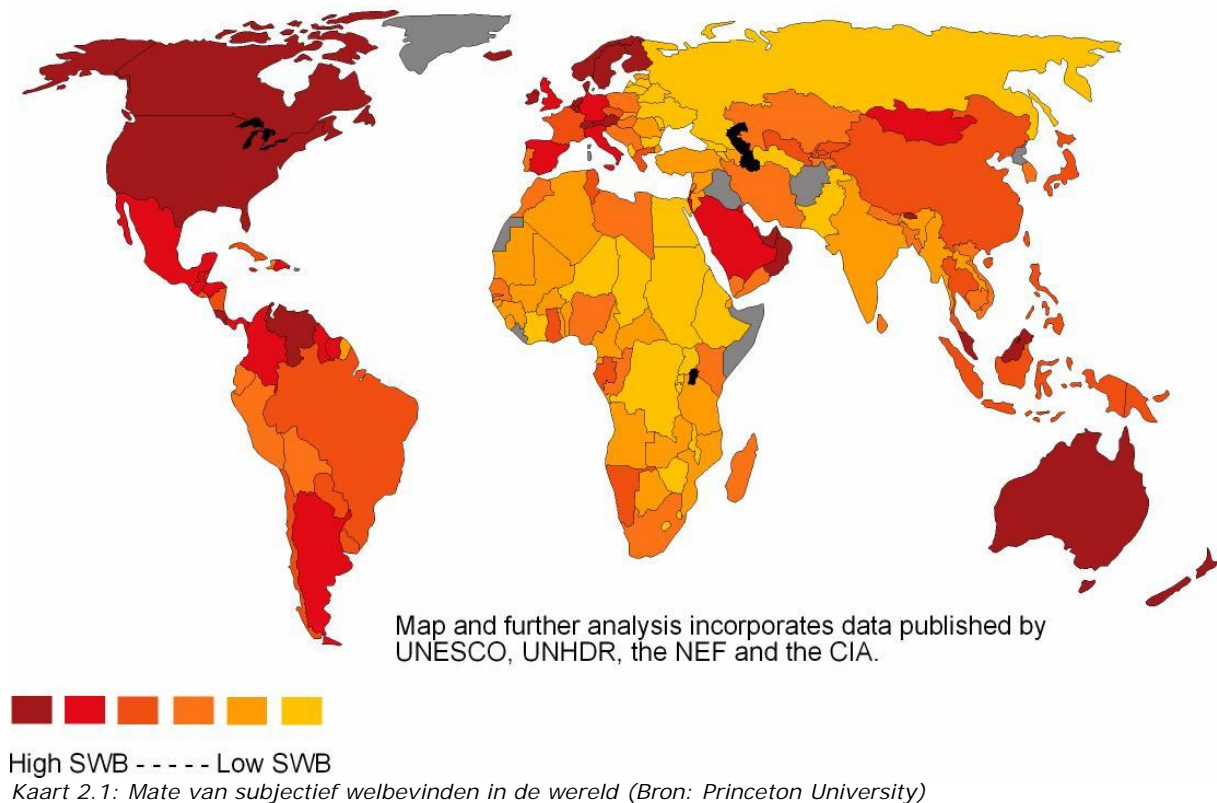 Map and further analysis incorporates data published by
UNESCO, UNHDR, the NEF and the CIA.
High SWB - - - - - Low SWB
Kaart 2.1: Mate van subjectief welbevinden in de wereld (Bron: Princeton University)